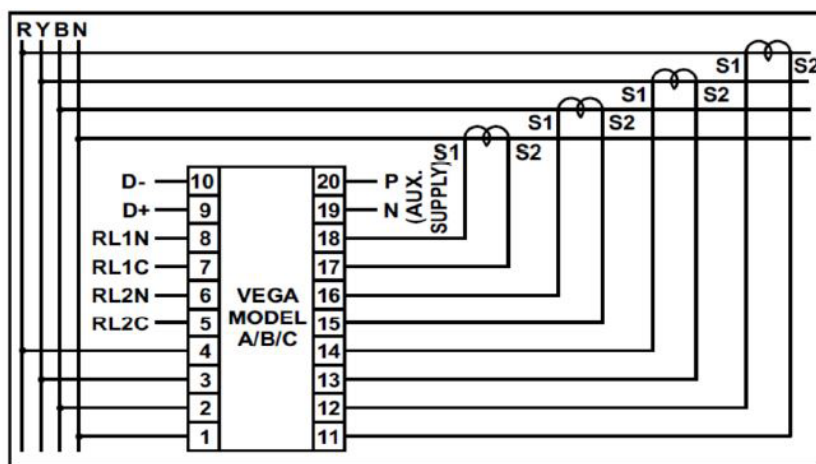 R Y B N
S1 S2
S1 S2
S1 S2
S1 S2
D- 10 20 P
D+ 9 19 N
(AUX. SUPPLY)
RL1N 8 18
RL1C 7 17
RL2N 6 16
RL2C 5 15
VEGA
MODEL
A/B/C
4 14
3 13
2 12
1 11